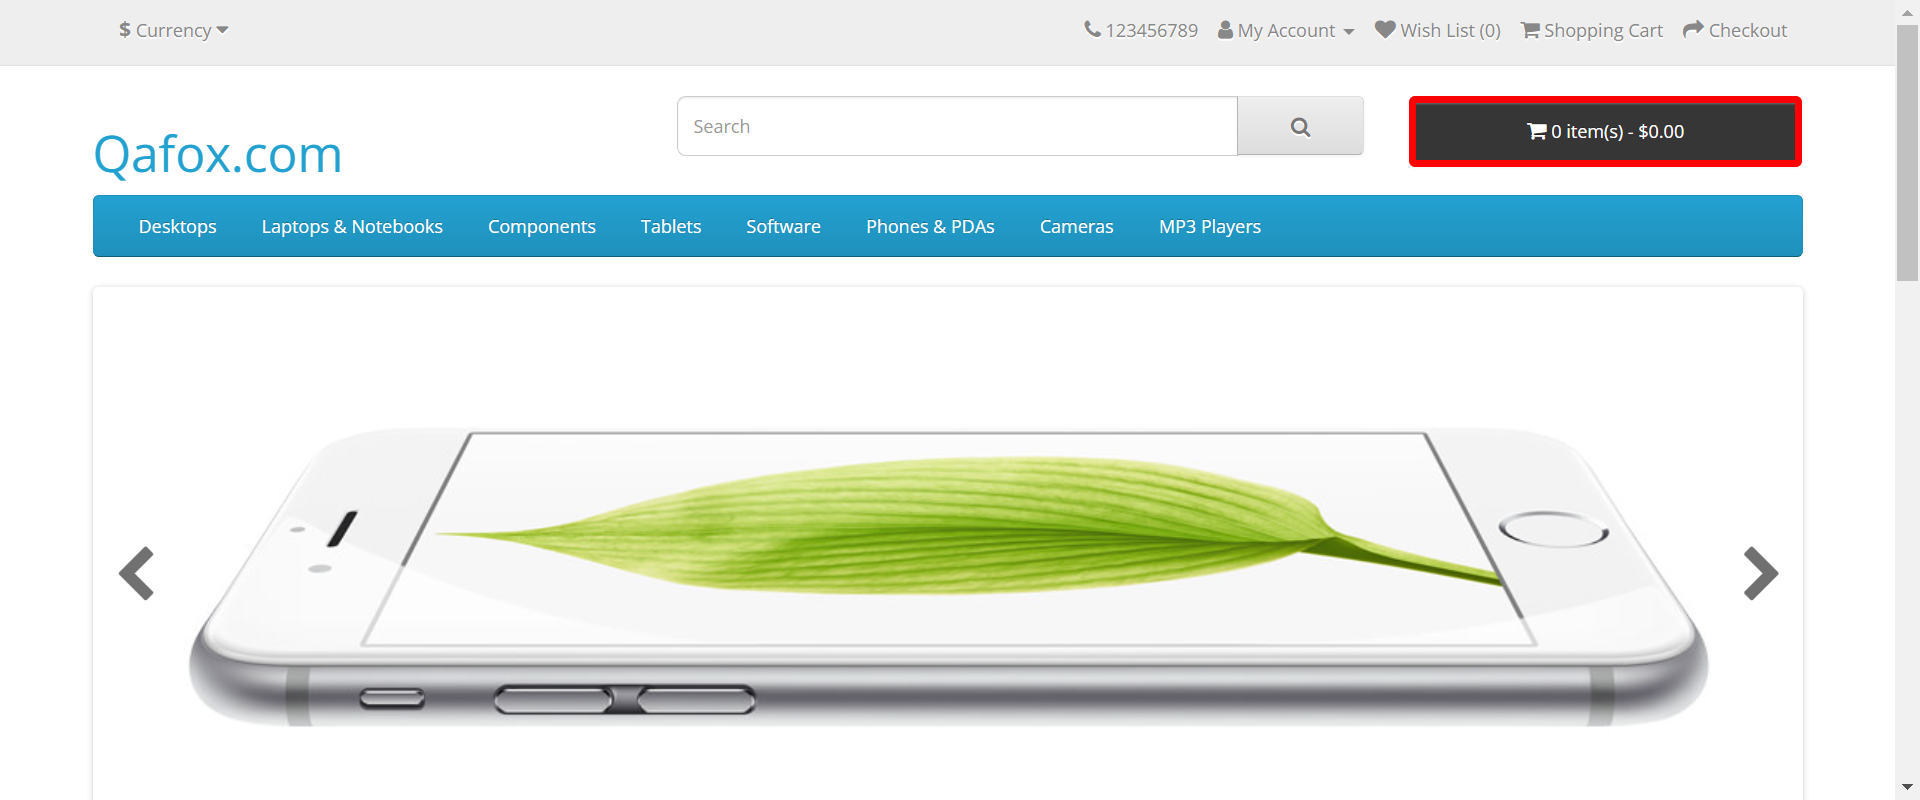 $ Currency
123456789 My Account Wish List (0) Shopping Cart Checkout
Qafox.com
Search
0 item(s) - $0.00
Desktops Laptops & Notebooks Components Tablets Software Phones & PDAs Cameras MP3 Players